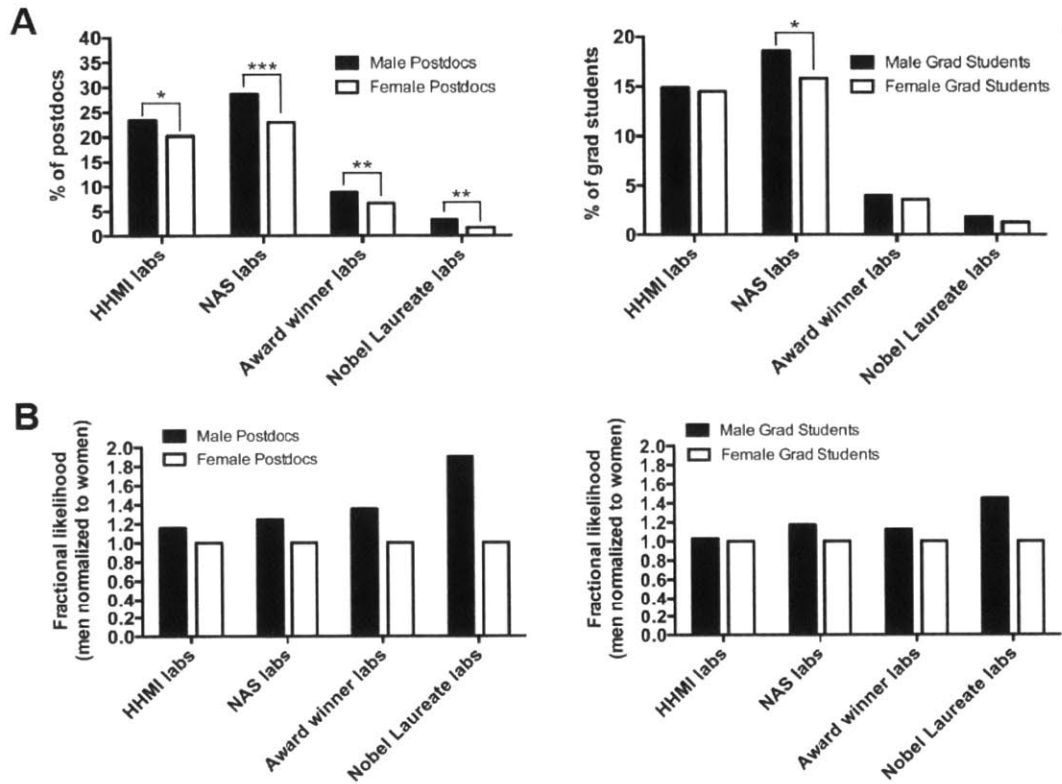 A
40
35
30
25
20
15
10
5
0
% of postdocs
Male Postdocs
Female Postdocs
*
***
**
**
HHMI labs
NAS labs
Award winner labs
Nobel Laureate labs
20
15
10
5
0
% of grad students
Male Grad Students
Female Grad Students
*
HHMI labs
NAS labs
Award winner labs
Nobel Laureate labs
B
2.0
1.8
1.6
1.4
1.2
1.0
0.8
0.6
0.4
0.2
0.0
Fractional likelihood
(men normalized to women)
Male Postdocs
Female Postdocs
HHMI labs
NAS labs
Award winner labs
Nobel Laureate labs
2.0
1.8
1.6
1.4
1.2
1.0
0.8
0.6
0.4
0.2
0.0
Fractional likelihood
(men normalized to women)
Male Grad Students
Female Grad Students
HHMI labs
NAS labs
Award winner labs
Nobel Laureate labs